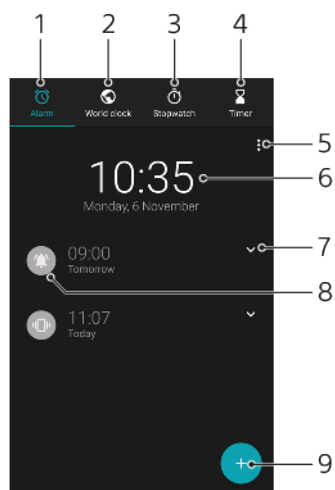 1 2 3 4
Alarm World clock Stopwatch Timer
5
10:35
6
Monday, 6 November
7
09:00
Tomorrow
8
11:07
Today
9